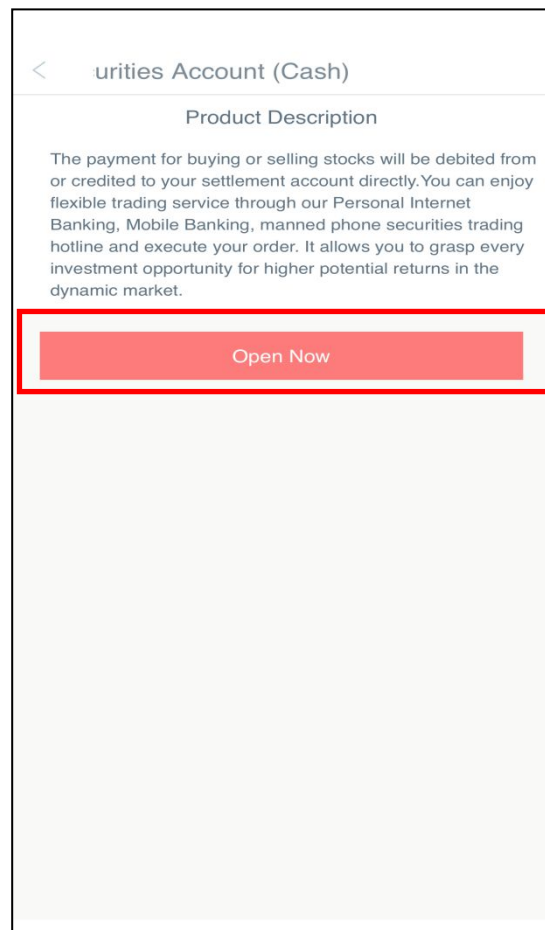 urities Account (Cash)
Product Description
The payment for buying or selling stocks will be debited from
or credited to your settlement account directly.You can enjoy
flexible trading service through our Personal Internet
Banking, Mobile Banking, manned phone securities trading
hotline and execute your order. It allows you to grasp every
investment opportunity for higher potential returns in the
dynamic market.
Open Now